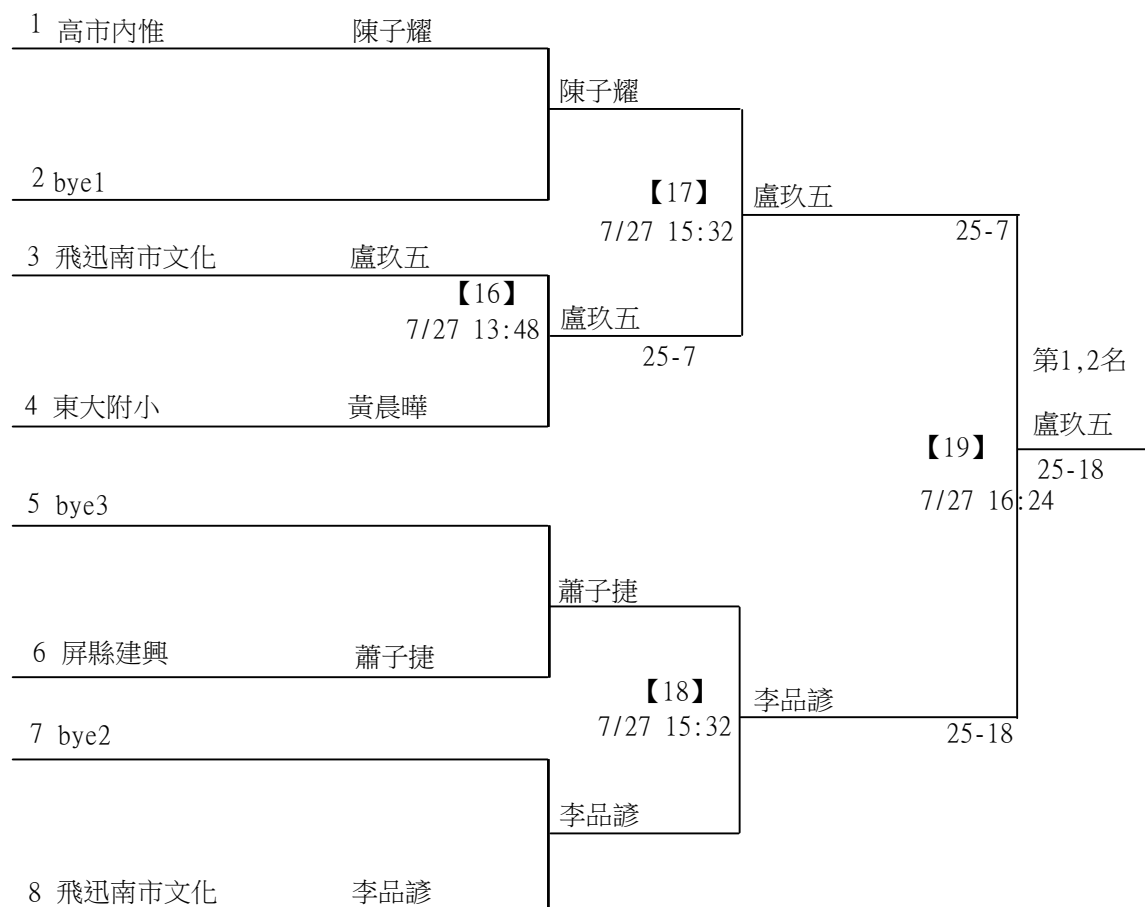 1 高市內惟 陳子耀
陳子耀
2 bye1
【17】
7/27 15:32
盧玖五
25-7
3 飛迅南市文化 盧玖五
【16】
7/27 13:48
盧玖五
25-7
4 東大附小 黃晨曄
第1,2名
盧玖五
25-18
【19】
7/27 16:24
5 bye3
蕭子捷
6 屏縣建興 蕭子捷
【18】
7/27 15:32
李品諺
25-18
7 bye2
李品諺
8 飛迅南市文化 李品諺